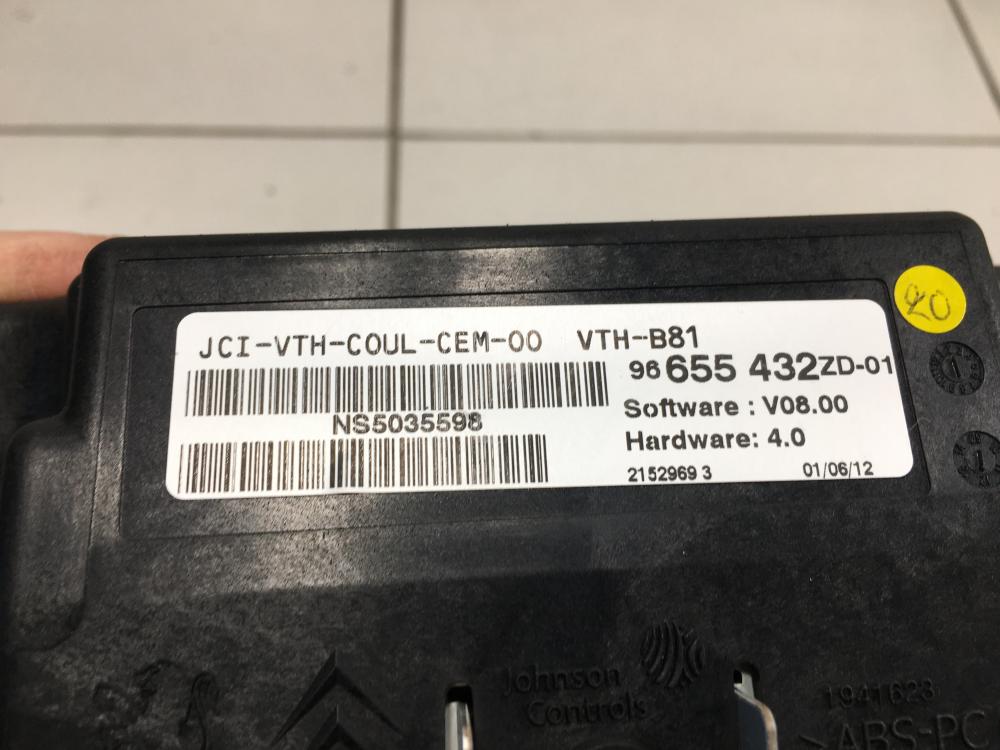 JCI-VTH-COUL-CEM-00 VTH-B81
96 655 432ZD-01
NS5035598
Software : V08.00
Hardware: 4.0
2152969 3 01/06/12
20
Johnson
Controls
1941623
>ABS-PC